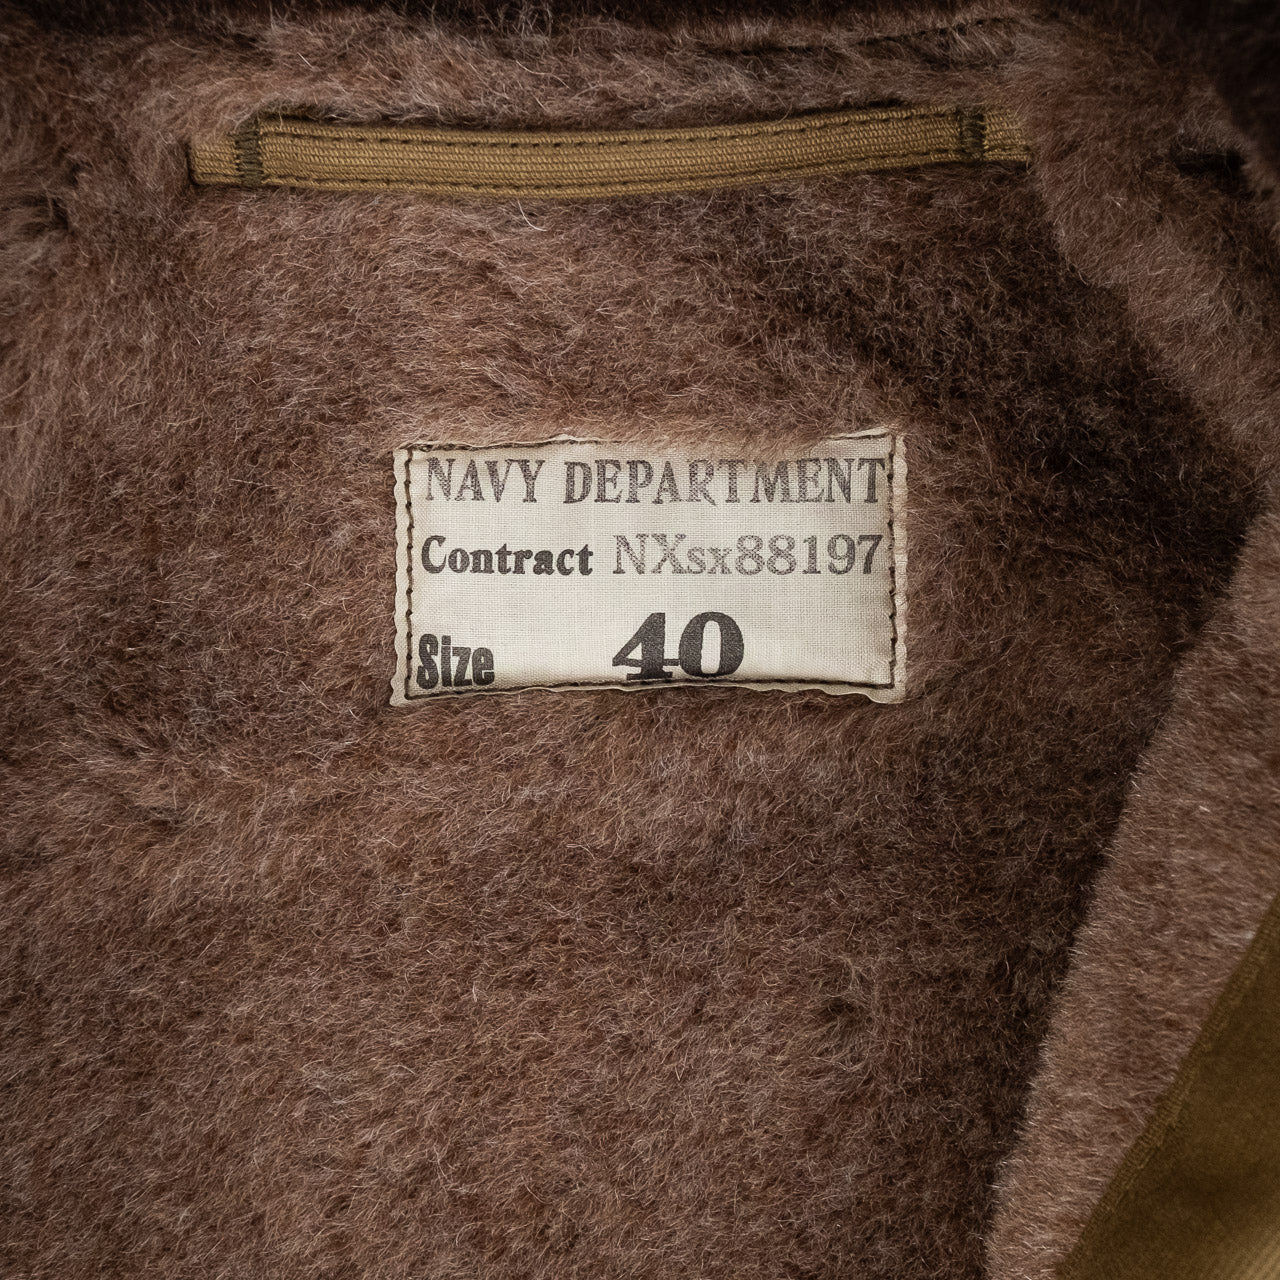 NAVY DEPARTMENT
Contract NXsx88197
Size 40